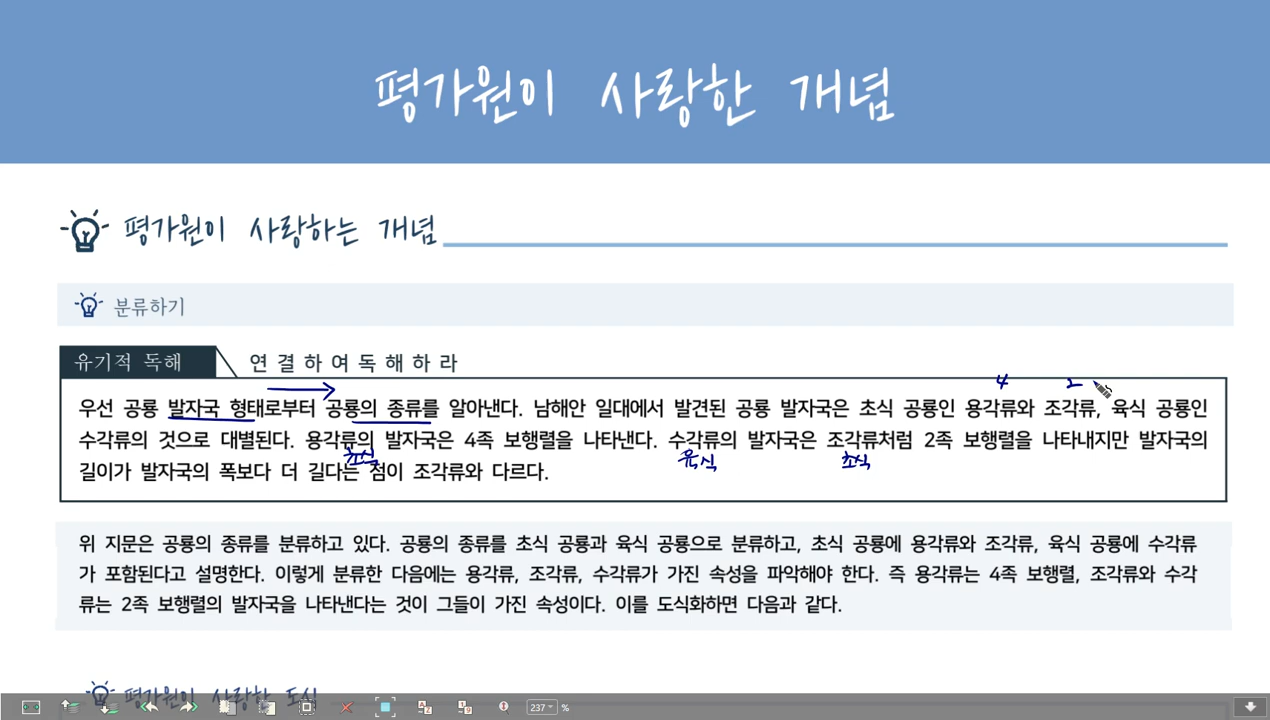 평가원이 사랑한 개념
평가원이 사랑하는 개념
분류하기
유기적 독해 연결하여독해하라
4 2
우선 공룡 발자국 형태로부터 공룡의 종류를 알아낸다. 남해안 일대에서 발견된 공룡 발자국은 초식 공룡인 용각류와 조각류, 육식 공룡인
수각류의 것으로 대별된다. 용각류의 발자국은 4족 보행렬을 나타낸다. 수각류의 발자국은 조각류처럼 2족 보행렬을 나타내지만 발자국의
초식 육식 초식
길이가 발자국의 폭보다 더 길다는 점이 조각류와 다르다.
위 지문은 공룡의 종류를 분류하고 있다. 공룡의 종류를 초식 공룡과 육식 공룡으로 분류하고, 초식 공룡에 용각류와 조각류, 육식 공룡에 수각류
가 포함된다고 설명한다. 이렇게 분류한 다음에는 용각류, 조각류, 수각류가 가진 속성을 파악해야 한다. 즉 용각류는 4족 보행렬, 조각류와 수각
류는 2족 보행렬의 발자국을 나타낸다는 것이 그들이 가진 속성이다. 이를 도식화하면 다음과 같다.
평가원이 사랑한 도식
237 %